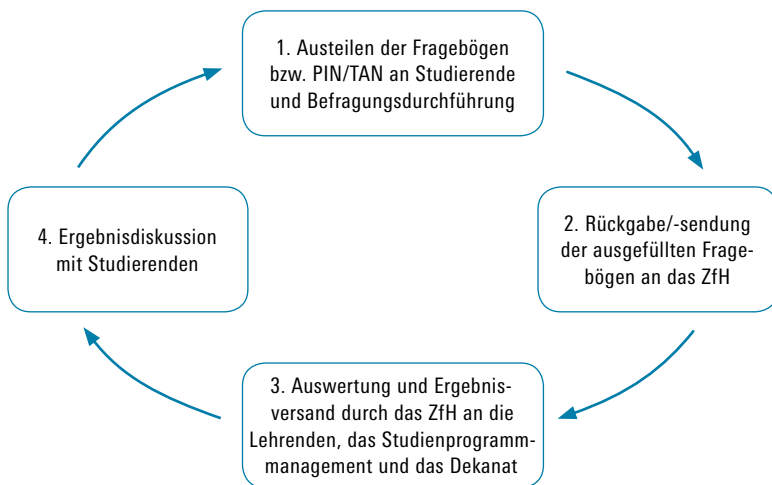 1. Austeilen der Fragebögen
bzw. PIN/TAN an Studierende
und Befragungsdurchführung
2. Rückgabe/-sendung
der ausgefüllten Frage-
bögen an das ZfH
3. Auswertung und Ergebnis-
versand durch das ZfH an die
Lehrenden, das Studienprogramm-
management und das Dekanat
4. Ergebnisdiskussion
mit Studierenden